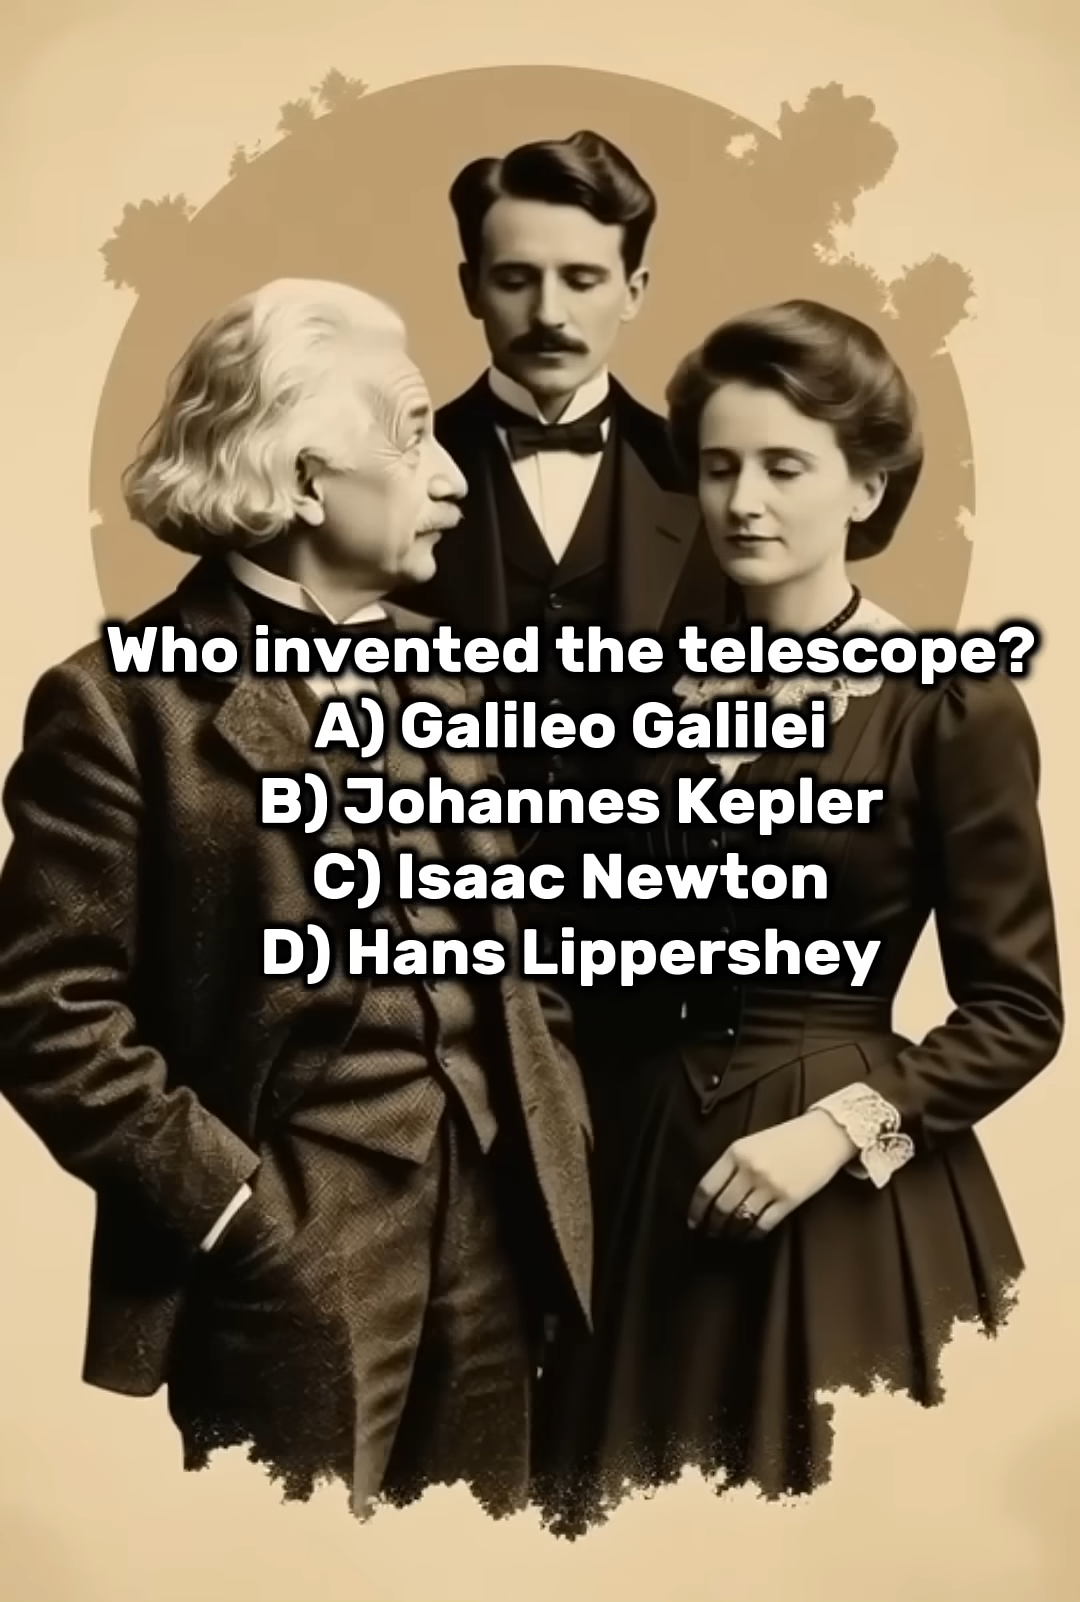 Who invented the telescope?
A) Galileo Galilei
B) Johannes Kepler
C) Isaac Newton
D) Hans Lippershey